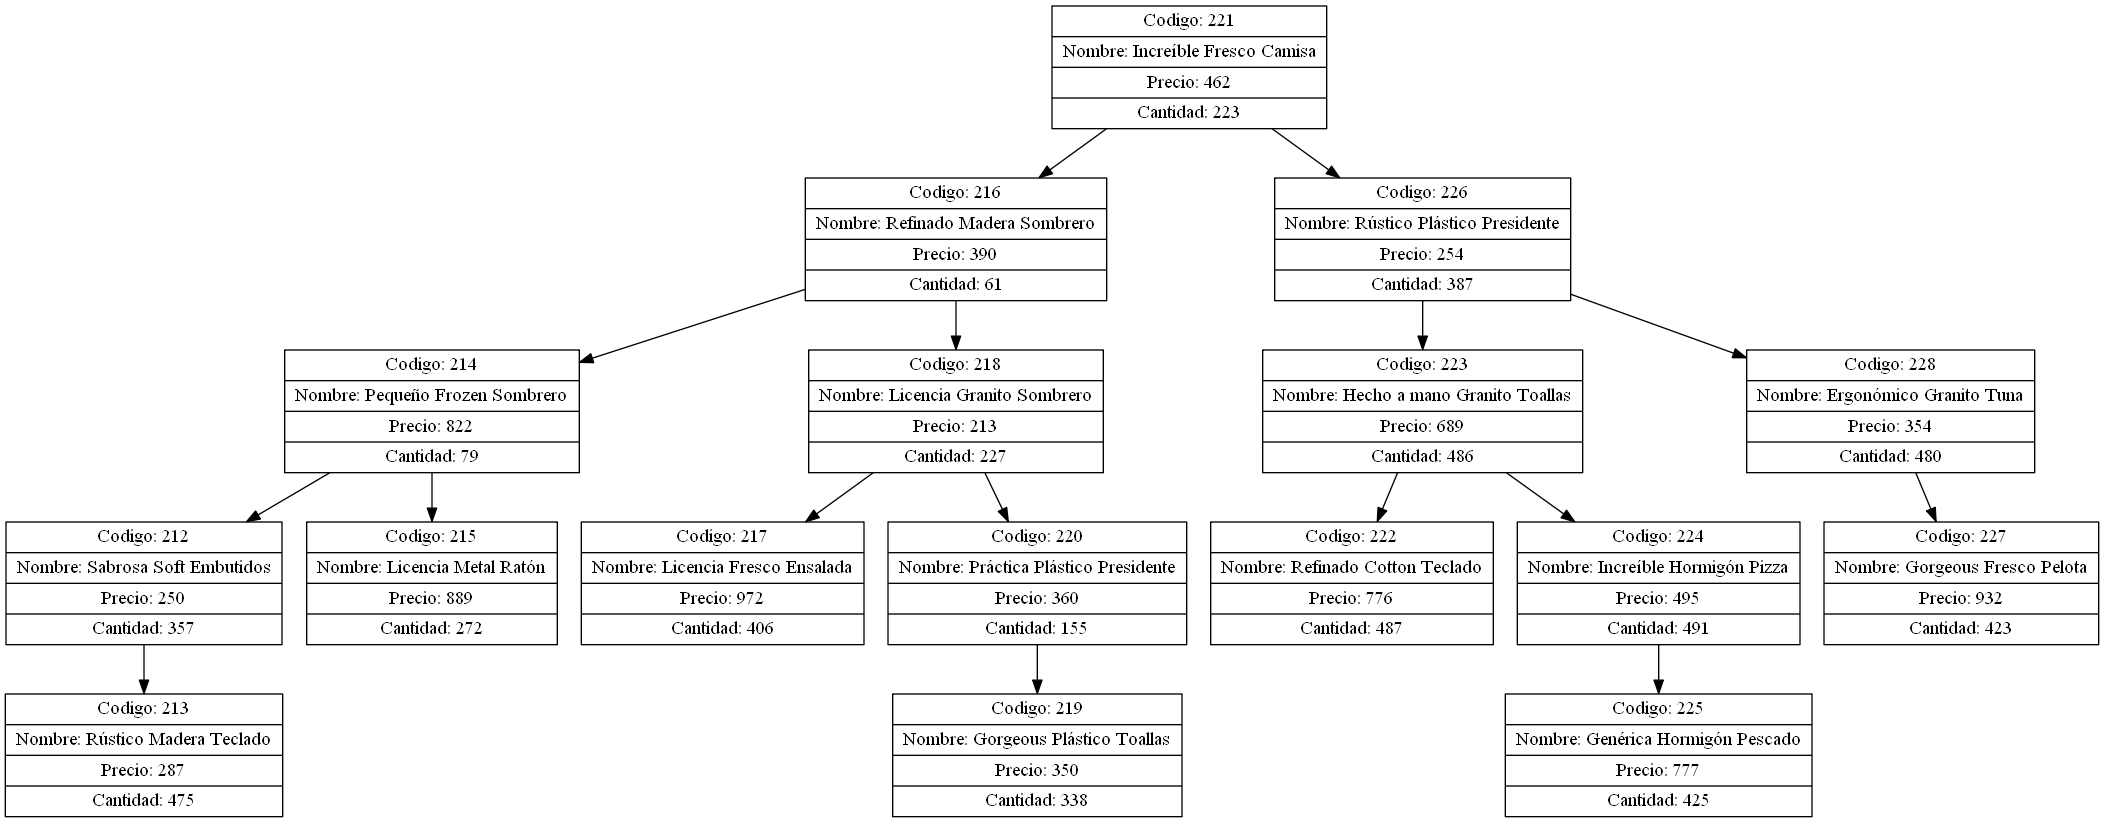 Codigo: 221
Nombre: Increíble Fresco Camisa
Precio: 462
Cantidad: 223
Codigo: 216
Nombre: Refinado Madera Sombrero
Precio: 390
Cantidad: 61
Codigo: 226
Nombre: Rústico Plástico Presidente
Precio: 254
Cantidad: 387
Codigo: 214
Nombre: Pequeño Frozen Sombrero
Precio: 822
Cantidad: 79
Codigo: 218
Nombre: Licencia Granito Sombrero
Precio: 213
Cantidad: 227
Codigo: 223
Nombre: Hecho a mano Granito Toallas
Precio: 689
Cantidad: 486
Codigo: 228
Nombre: Ergonómico Granito Tuna
Precio: 354
Cantidad: 480
Codigo: 212
Nombre: Sabrosa Soft Embutidos
Precio: 250
Cantidad: 357
Codigo: 215
Nombre: Licencia Metal Ratón
Precio: 889
Cantidad: 272
Codigo: 217
Nombre: Licencia Fresco Ensalada
Precio: 972
Cantidad: 406
Codigo: 220
Nombre: Práctica Plástico Presidente
Precio: 360
Cantidad: 155
Codigo: 222
Nombre: Refinado Cotton Teclado
Precio: 776
Cantidad: 487
Codigo: 224
Nombre: Increíble Hormigón Pizza
Precio: 495
Cantidad: 491
Codigo: 227
Nombre: Gorgeous Fresco Pelota
Precio: 932
Cantidad: 423
Codigo: 213
Nombre: Rústico Madera Teclado
Precio: 287
Cantidad: 475
Codigo: 219
Nombre: Gorgeous Plástico Toallas
Precio: 350
Cantidad: 338
Codigo: 225
Nombre: Genérica Hormigón Pescado
Precio: 777
Cantidad: 425